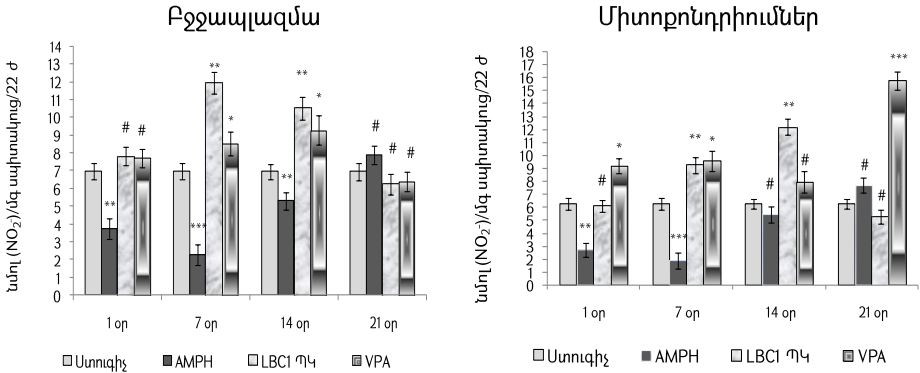 Բջջապլազմա
նմոլ (NO₂⁻)/մգ սպիտակուց/22 ժ
14
13
12
11
10
9
8
7
6
5
4
3
2
1
0
** # #
*** ** *
** ** *
# # #
1 օր 7 օր 14 օր 21 օր
Ստուգիչ AMPH LBC1 ՊԿ VPA
Միտոքոնդրիումներ
նմոլ (NO₂⁻)/մգ սպիտակուց/22 ժ
18
17
16
15
14
13
12
11
10
9
8
7
6
5
4
3
2
1
0
** # *
*** ** *
# ** #
# # ***
1 օր 7 օր 14 օր 21 օր
Ստուգիչ AMPH LBC1 ՊԿ VPA